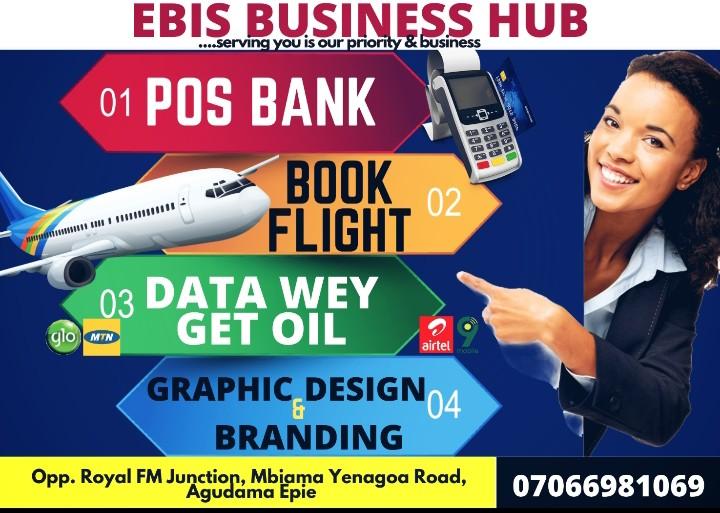 EBIS BUSINESS HUB
....serving you is our priority & business
01 POS BANK
BOOK
FLIGHT 02
03 DATA WEY
GET OIL
glo MTN airtel 9 mobile
GRAPHIC DESIGN 04
&
BRANDING
Opp. Royal FM Junction, Mbiama Yenagoa Road,
Agudama Epie
07066981069